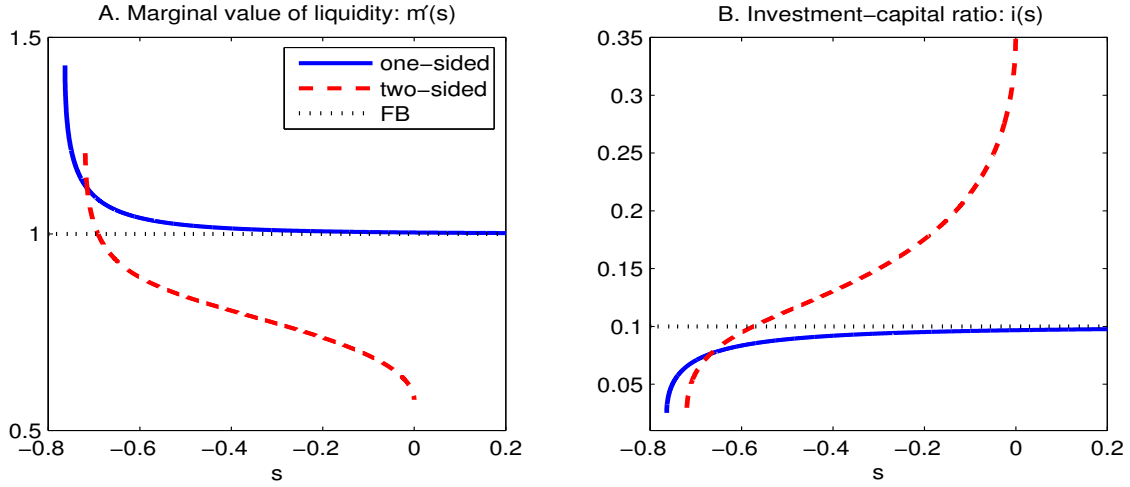 A. Marginal value of liquidity: m′(s)
1.5
1
0.5
one−sided
two−sided
FB
−0.8 −0.6 −0.4 −0.2 0 0.2
s
B. Investment−capital ratio: i(s)
0.35
0.3
0.25
0.2
0.15
0.1
0.05
−0.8 −0.6 −0.4 −0.2 0 0.2
s